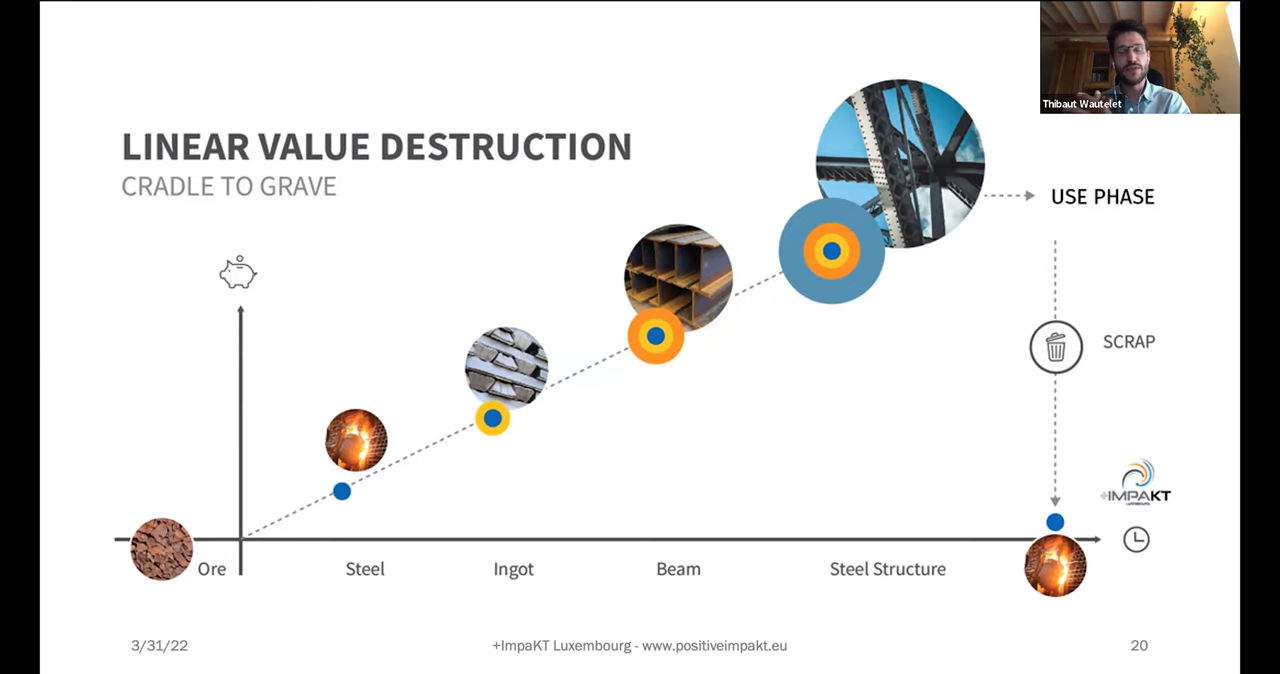 Thibaut Wautelet
LINEAR VALUE DESTRUCTION
CRADLE TO GRAVE
USE PHASE
SCRAP
+IMPAKT
LUXEMBOURG
Ore
Steel
Ingot
Beam
Steel Structure
3/31/22
+ImpaKT Luxembourg - www.positiveimpakt.eu
20